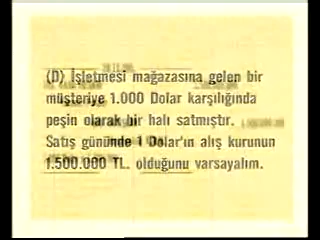 (D) İşletmesi mağazasına gelen bir
müşteriye 1.000 Dolar karşılığında
peşin olarak bir halı satmıştır.
Satış gününde 1 Dolar'ın alış kurunun
1.500.000 TL. olduğunu varsayalım.